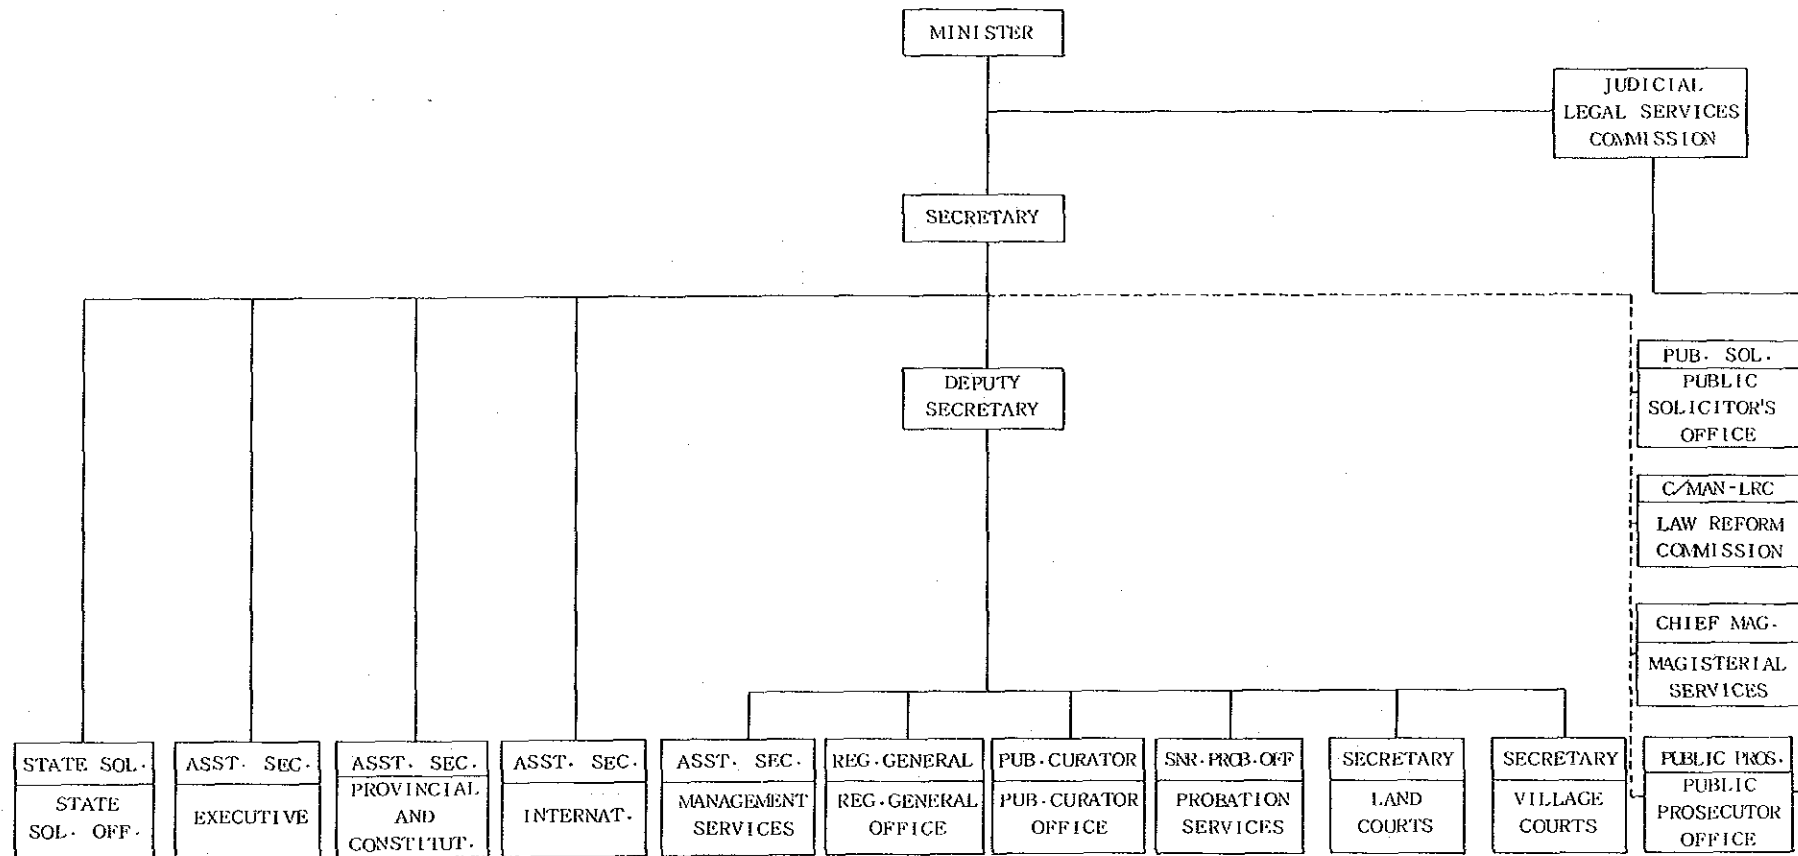 MINISTER
JUDICIAL
LEGAL SERVICES
COMMISSION
SECRETARY
DEPUTY
SECRETARY
PUB. SOL.
PUBLIC
SOLICITOR'S
OFFICE
C/MAN-LRC
LAW REFORM
COMMISSION
CHIEF MAG.
MAGISTERIAL
SERVICES
STATE SOL.
STATE
SOL. OFF.
ASST. SEC.
EXECUTIVE
ASST. SEC.
PROVINCIAL
AND
CONSTITUT.
ASST. SEC.
INTERNAT.
ASST. SEC.
MANAGEMENT
SERVICES
REG.GENERAL
REG.GENERAL
OFFICE
PUB.CURATOR
PUB.CURATOR
OFFICE
SNR.PROB.OFF
PROBATION
SERVICES
SECRETARY
LAND
COURTS
SECRETARY
VILLAGE
COURTS
PUBLIC PROS.
PUBLIC
PROSECUTOR
OFFICE